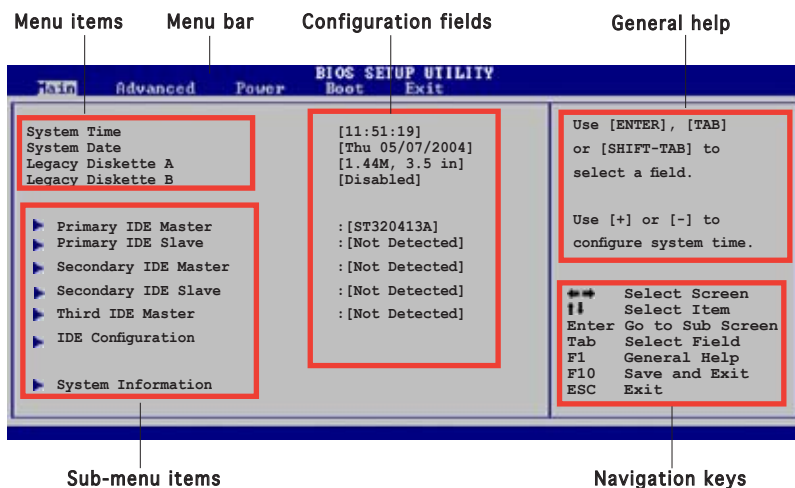 Menu items Menu bar Configuration fields General help
BIOS SETUP UTILITY
Main Advanced Power Boot Exit
System Time [11:51:19]
System Date [Thu 05/07/2004]
Legacy Diskette A [1.44M, 3.5 in]
Legacy Diskette B [Disabled]
Primary IDE Master :[ST320413A]
Primary IDE Slave :[Not Detected]
Secondary IDE Master :[Not Detected]
Secondary IDE Slave :[Not Detected]
Third IDE Master :[Not Detected]
IDE Configuration
System Information
Use [ENTER], [TAB]
or [SHIFT-TAB] to
select a field.
Use [+] or [-] to
configure system time.
Select Screen
Select Item
Enter Go to Sub Screen
Tab Select Field
F1 General Help
F10 Save and Exit
ESC Exit
Sub-menu items Navigation keys